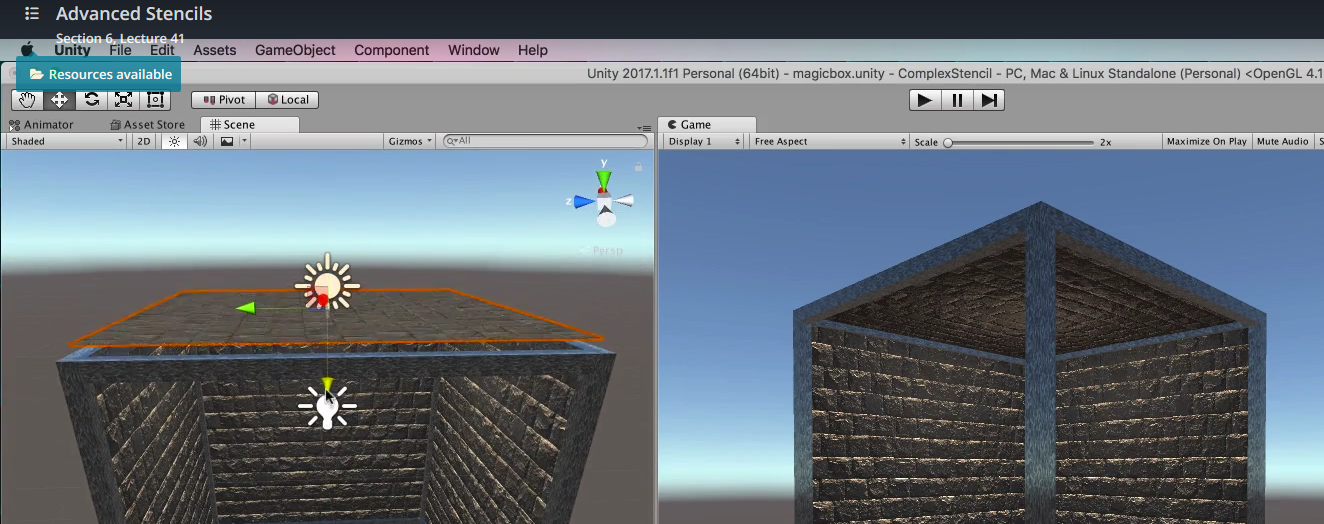 Advanced Stencils
Section 6, Lecture 41
Unity File Edit Assets GameObject Component Window Help
Resources available
Unity 2017.1.1f1 Personal (64bit) - magicbox.unity - ComplexStencil - PC, Mac & Linux Standalone (Personal) <OpenGL 4.1
Pivot Local
Animator Asset Store Scene Game
Shaded 2D Gizmos All Display 1 Free Aspect Scale 2x Maximize On Play Mute Audio S
y
z
Persp